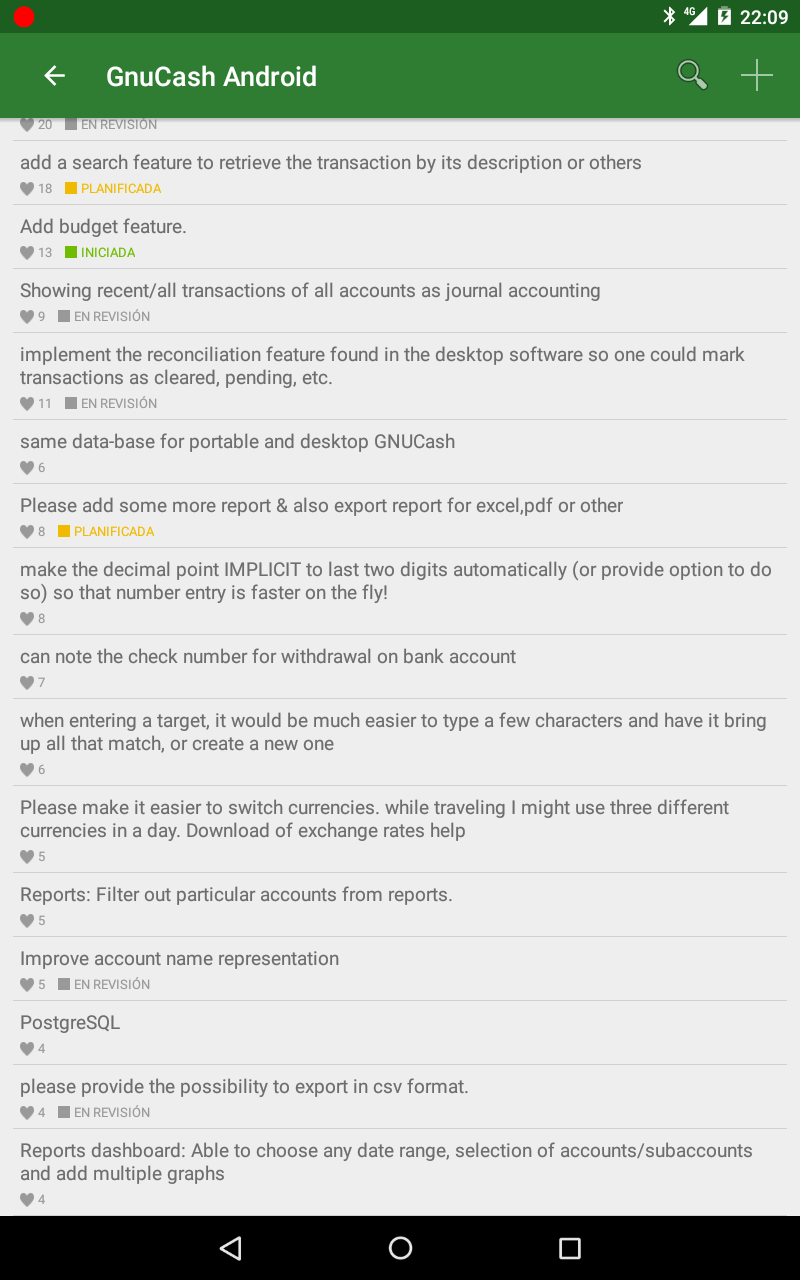 4G 22:09
GnuCash Android
20 EN REVISIÓN
add a search feature to retrieve the transaction by its description or others
18 PLANIFICADA
Add budget feature.
13 INICIADA
Showing recent/all transactions of all accounts as journal accounting
9 EN REVISIÓN
implement the reconciliation feature found in the desktop software so one could mark
transactions as cleared, pending, etc.
11 EN REVISIÓN
same data-base for portable and desktop GNUCash
6
Please add some more report & also export report for excel,pdf or other
8 PLANIFICADA
make the decimal point IMPLICIT to last two digits automatically (or provide option to do
so) so that number entry is faster on the fly!
8
can note the check number for withdrawal on bank account
7
when entering a target, it would be much easier to type a few characters and have it bring
up all that match, or create a new one
6
Please make it easier to switch currencies. while traveling I might use three different
currencies in a day. Download of exchange rates help
5
Reports: Filter out particular accounts from reports.
5
Improve account name representation
5 EN REVISIÓN
PostgreSQL
4
please provide the possibility to export in csv format.
4 EN REVISIÓN
Reports dashboard: Able to choose any date range, selection of accounts/subaccounts
and add multiple graphs
4